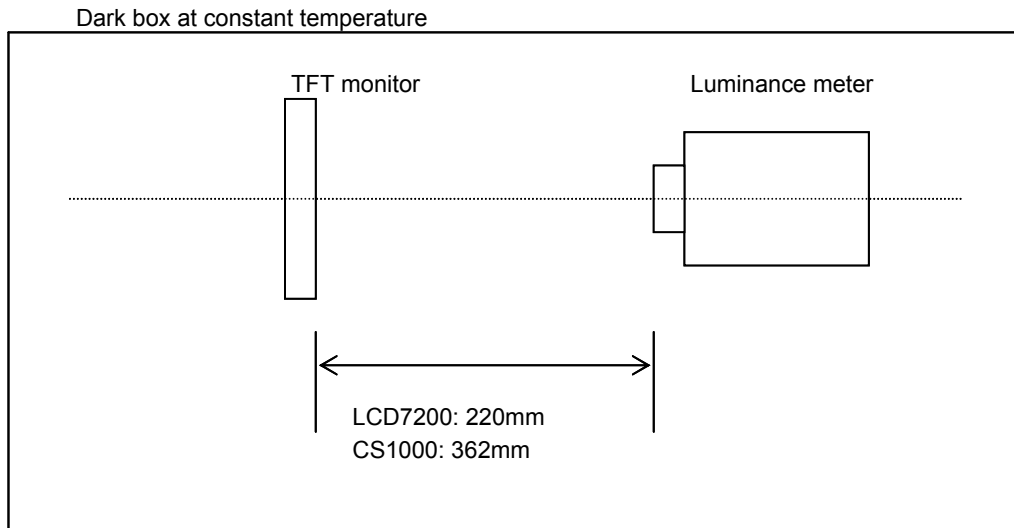 Dark box at constant temperature
TFT monitor
Luminance meter
LCD7200: 220mm
CS1000: 362mm